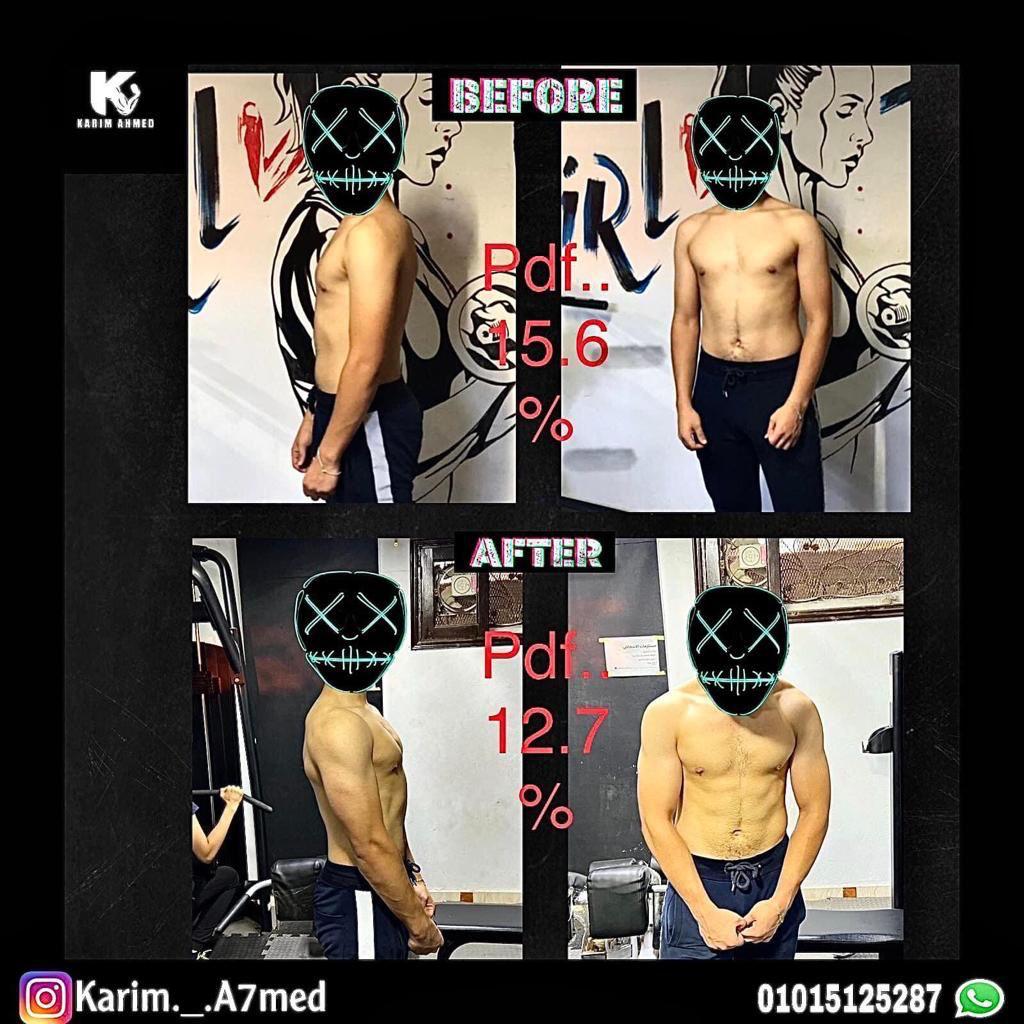 K
KARIM AHMED
BEFORE
Pdf..
15.6
%
AFTER
Pdf..
12.7
%
Karim._.A7med
01015125287